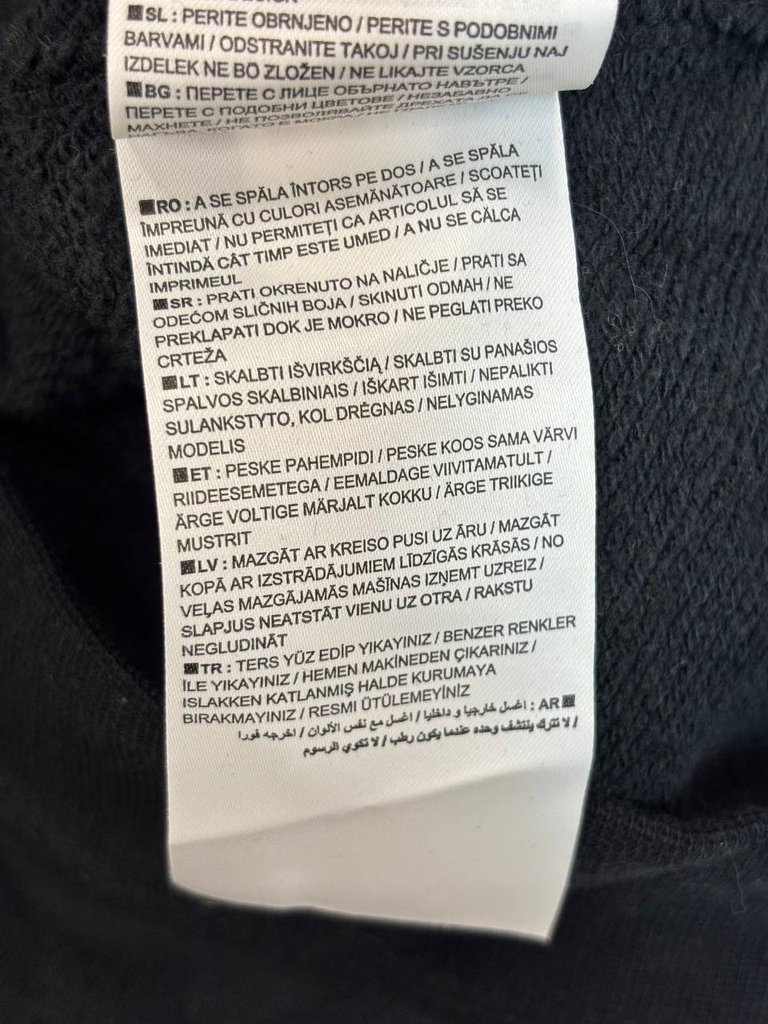 SL : PERITE OBRNJENO / PERITE S PODOBNIMI
BARVAMI / ODSTRANITE TAKOJ / PRI SUŠENJU NAJ
IZDELEK NE BO ZLOŽEN / NE LIKAJTE VZORCA
BG : ПЕРЕТЕ С ЛИЦЕ ОБЪРНАТО НАВЪТРЕ /
ПЕРЕТЕ С ПОДОБНИ ЦВЕТОВЕ / НЕЗАБАВНО
МАХНЕТЕ / НЕ ПОЗВОЛЯВАЙТЕ ДРЕХАТА
RO : A SE SPĂLA ÎNTORS PE DOS / A SE SPĂLA
ÎMPREUNĂ CU CULORI ASEMĂNĂTOARE / SCOATEȚI
IMEDIAT / NU PERMITEȚI CA ARTICOLUL SĂ SE
ÎNTINDĂ CÂT TIMP ESTE UMED / A NU SE CĂLCA
IMPRIMEUL
SR : PRATI OKRENUTO NA NALIČJE / PRATI SA
ODEĆOM SLIČNIH BOJA / SKINUTI ODMAH / NE
PREKLAPATI DOK JE MOKRO / NE PEGLATI PREKO
CRTEŽA
LT : SKALBTI IŠVIRKŠČIĄ / SKALBTI SU PANAŠIOS
SPALVOS SKALBINIAIS / IŠKART IŠIMTI / NEPALIKTI
SULANKSTYTO, KOL DRĖGNAS / NELYGINAMAS
MODELIS
ET : PESKE PAHEMPIDI / PESKE KOOS SAMA VÄRVI
RIIDEESEMETEGA / EEMALDAGE VIIVITAMATULT /
ÄRGE VOLTIGE MÄRJALT KOKKU / ÄRGE TRIIKIGE
MUSTRIT
LV : MAZGĀT AR KREISO PUSI UZ ĀRU / MAZGĀT
KOPĀ AR IZSTRĀDĀJUMIEM LĪDZĪGĀS KRĀSĀS / NO
VEĻAS MAZGĀJAMĀS MAŠĪNAS IZŅEMT UZREIZ /
SLAPJUS NEATSTĀT VIENU UZ OTRA / RAKSTU
NEGLUDINĀT
TR : TERS YÜZ EDİP YIKAYINIZ / BENZER RENKLER
İLE YIKAYINIZ / HEMEN MAKİNEDEN ÇIKARINIZ /
ISLAKKEN KATLANMIŞ HALDE KURUMAYA
BIRAKMAYINIZ / RESMI ÜTÜLEMEYİNİZ
AR : اغسل خارجيا و داخليا / اغسل مع نفس الألوان / اخرجه فورا
/ لا تترك ينتشف وحده عندما يكون رطب / لا تكوي الرسوم